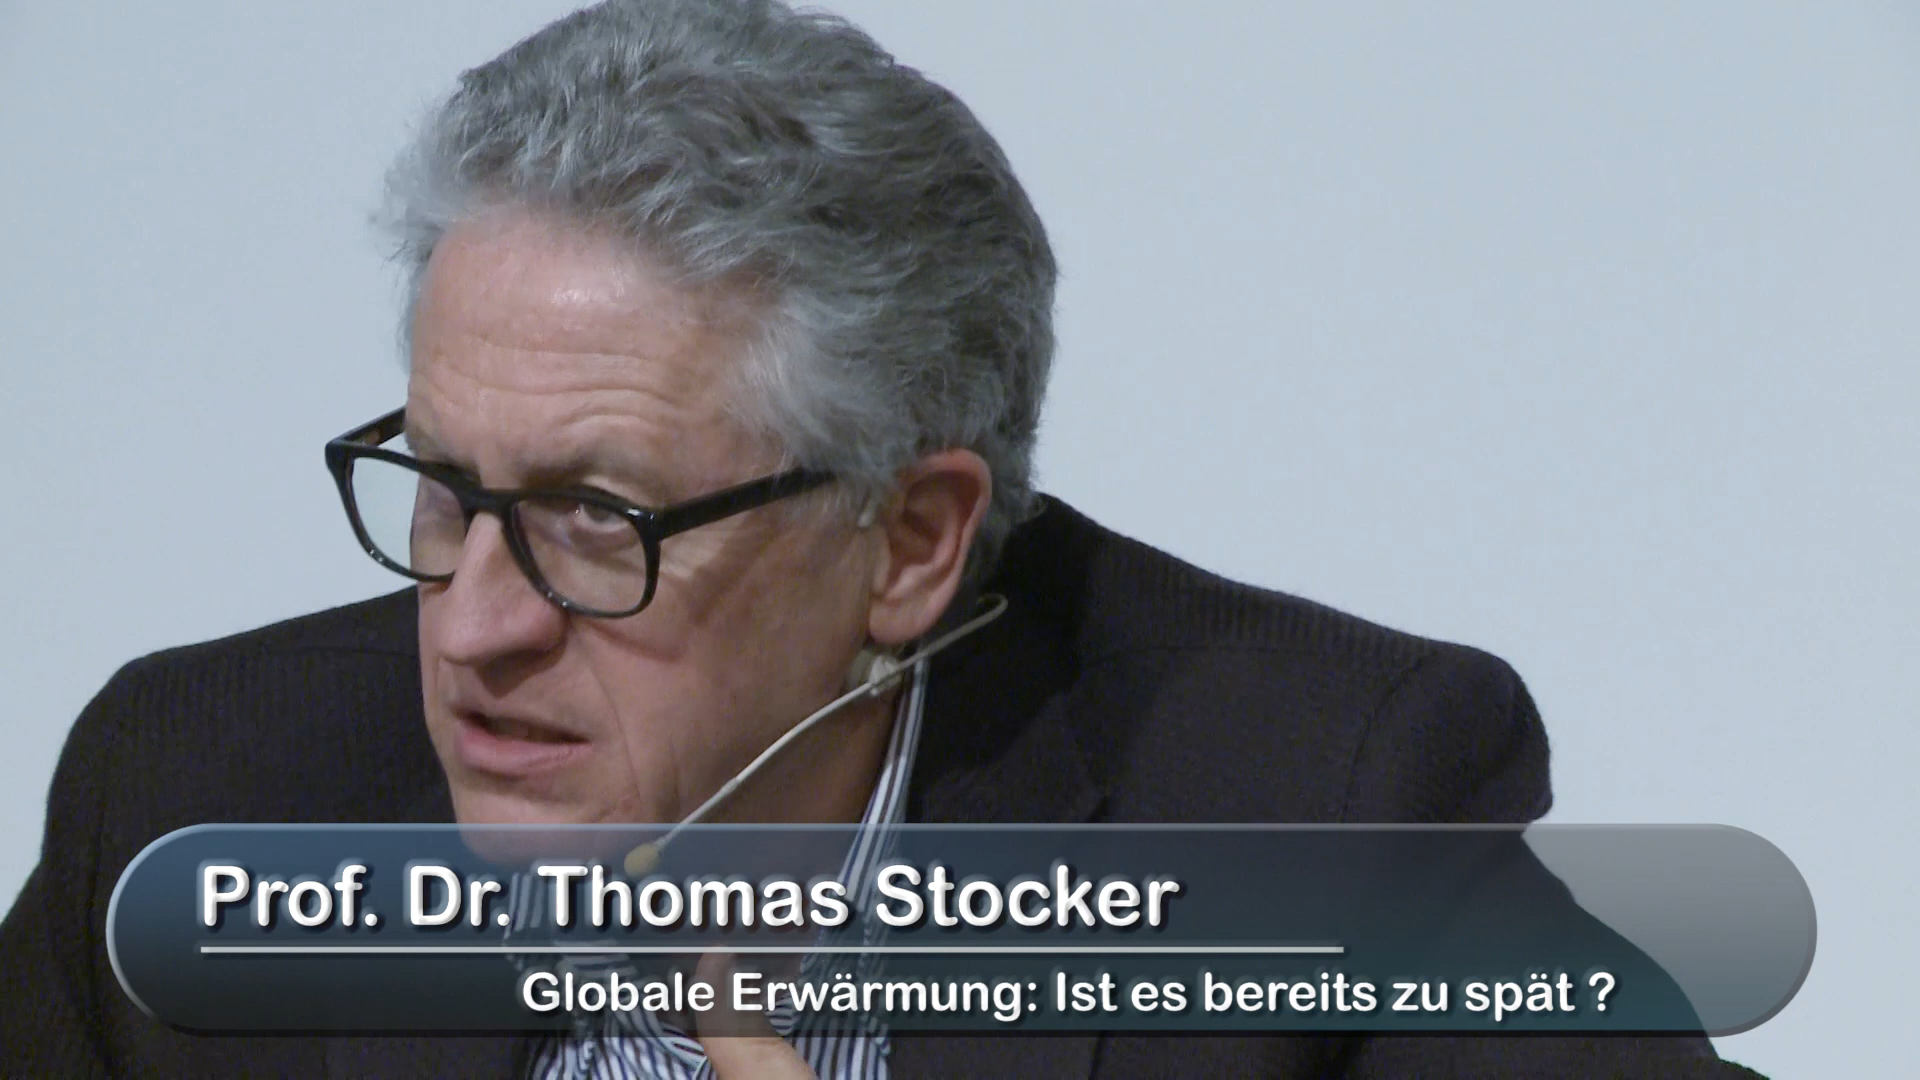 Prof. Dr. Thomas Stocker
Globale Erwärmung: Ist es bereits zu spät ?